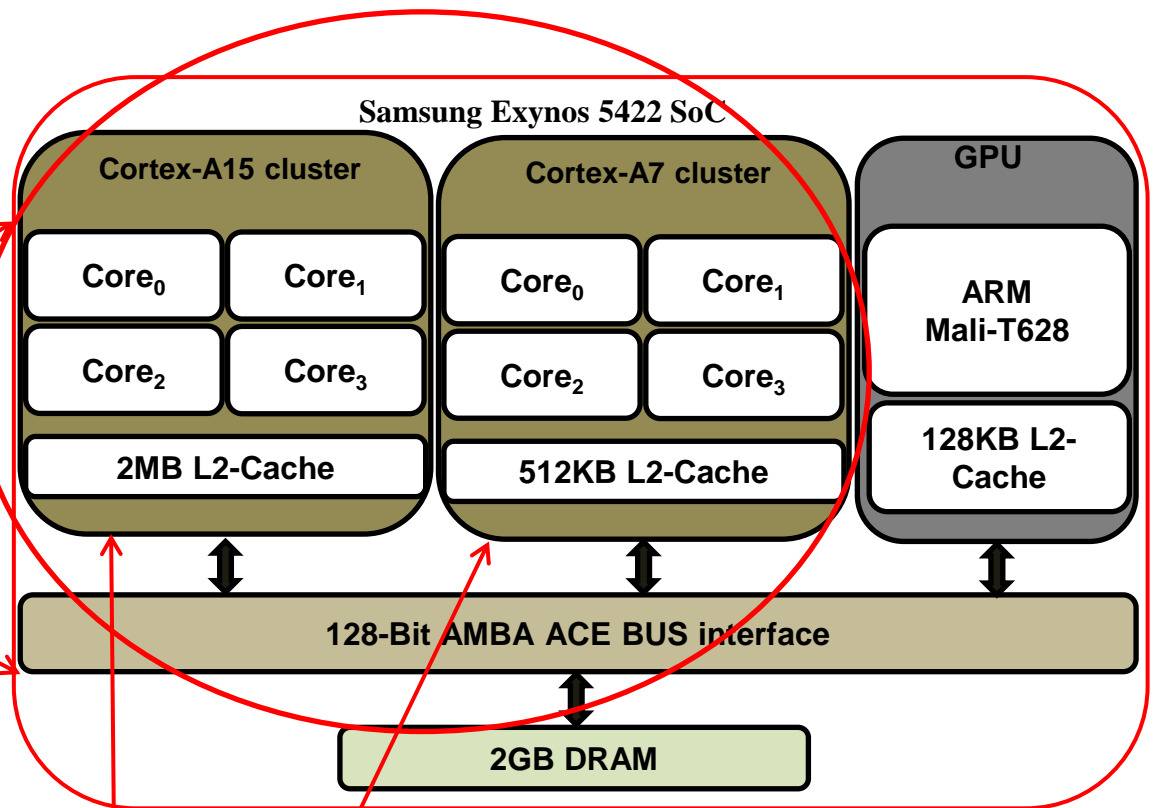 Samsung Exynos 5422 SoC
Cortex-A15 cluster
Core₀
Core₁
Core₂
Core₃
2MB L2-Cache
Cortex-A7 cluster
Core₀
Core₁
Core₂
Core₃
512KB L2-Cache
GPU
ARM
Mali-T628
128KB L2-
Cache
128-Bit AMBA ACE BUS interface
2GB DRAM